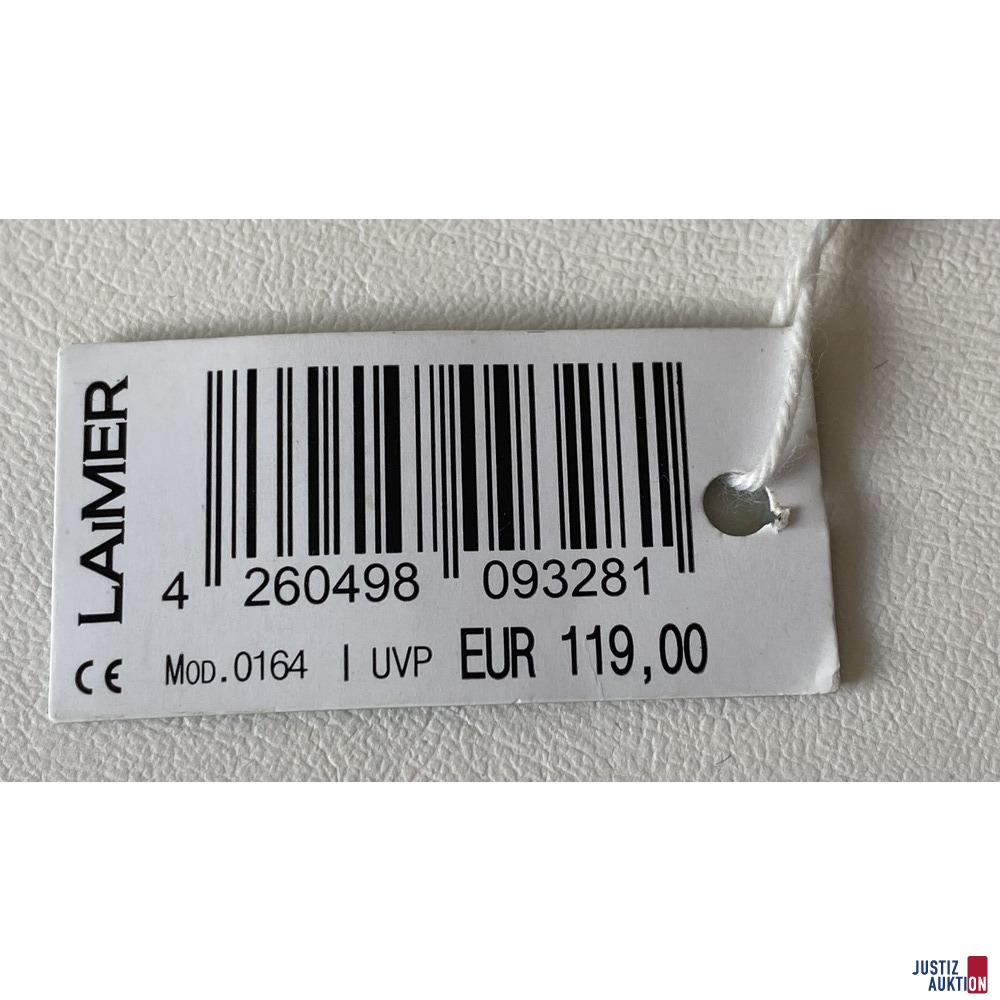 LAiMER
4 260498 093281
CE MOD.0164 | UVP EUR 119,00
JUSTIZ
AUKTION